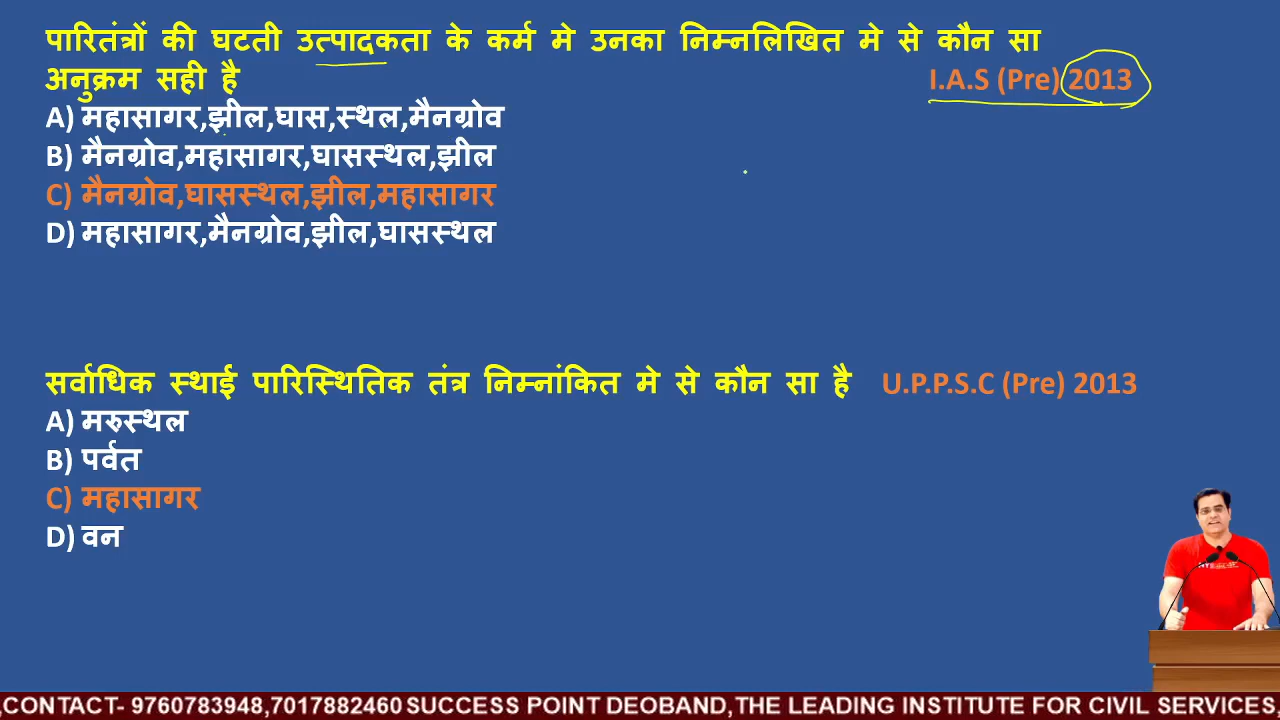 पारितंत्रों की घटती उत्पादकता के कर्म मे उनका निम्नलिखित मे से कौन सा
अनुक्रम सही है I.A.S (Pre) 2013
A) महासागर,झील,घास,स्थल,मैनग्रोव
B) मैनग्रोव,महासागर,घासस्थल,झील
C) मैनग्रोव,घासस्थल,झील,महासागर
D) महासागर,मैनग्रोव,झील,घासस्थल
सर्वाधिक स्थाई पारिस्थितिक तंत्र निम्नांकित मे से कौन सा है U.P.P.S.C (Pre) 2013
A) मरुस्थल
B) पर्वत
C) महासागर
D) वन
,CONTACT- 9760783948,7017882460 SUCCESS POINT DEOBAND,THE LEADING INSTITUTE FOR CIVIL SERVICES,